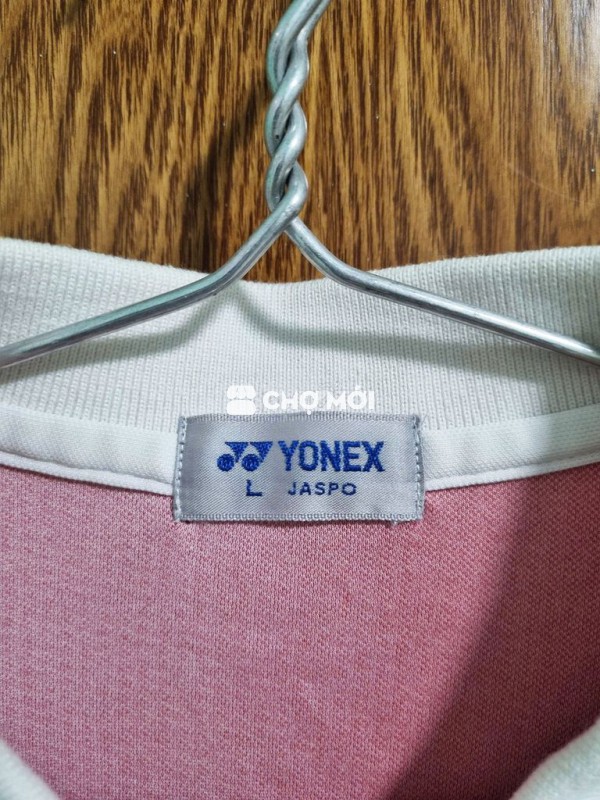 CHỢ MỚI
YONEX
L JASPO